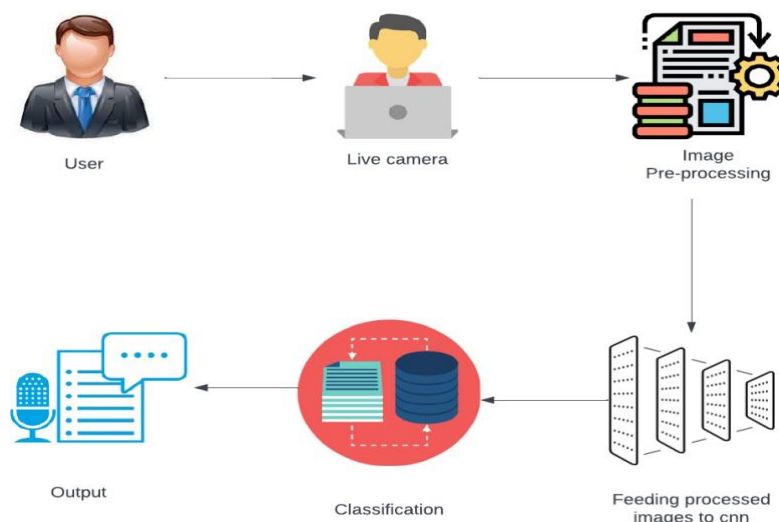 User
Live camera
Image
Pre-processing
Output
Classification
Feeding processed
images to cnn